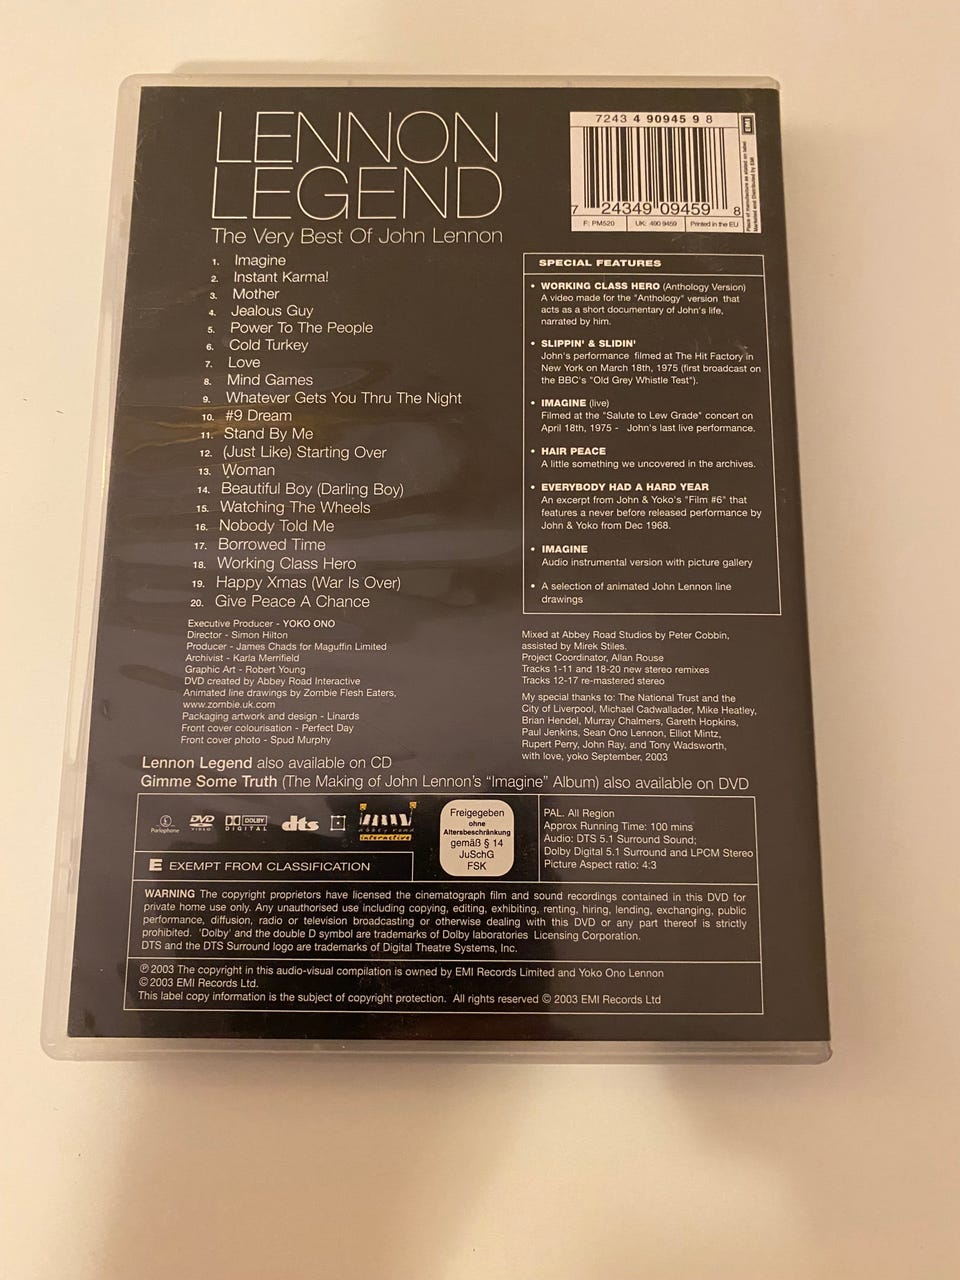 LENNON
LEGEND
The Very Best Of John Lennon
1. Imagine
2. Instant Karma!
3. Mother
4. Jealous Guy
5. Power To The People
6. Cold Turkey
7. Love
8. Mind Games
9. Whatever Gets You Thru The Night
10. #9 Dream
11. Stand By Me
12. (Just Like) Starting Over
13. Woman
14. Beautiful Boy (Darling Boy)
15. Watching The Wheels
16. Nobody Told Me
17. Borrowed Time
18. Working Class Hero
19. Happy Xmas (War Is Over)
20. Give Peace A Chance
Executive Producer - YOKO ONO
Director - Simon Hilton
Producer - James Chads for Maguffin Limited
Archivist - Karla Merrifield
Graphic Art - Robert Young
DVD created by Abbey Road Interactive
Animated line drawings by Zombie Flesh Eaters,
www.zombie.uk.com
Packaging artwork and design - Linards
Front cover colourisation - Perfect Day
Front cover photo - Spud Murphy
7243 4 90945 9 8
7 24349 09459 8
F: PM520
UK: 490 9459
Printed in the EU
EMI
Place of manufacture as stated on label
Marketed and Distributed by EMI
SPECIAL FEATURES
• WORKING CLASS HERO (Anthology Version)
A video made for the "Anthology" version that
acts as a short documentary of John's life,
narrated by him.
• SLIPPIN' & SLIDIN'
John's performance filmed at The Hit Factory in
New York on March 18th, 1975 (first broadcast on
the BBC's "Old Grey Whistle Test").
• IMAGINE (live)
Filmed at the "Salute to Lew Grade" concert on
April 18th, 1975 - John's last live performance.
• HAIR PEACE
A little something we uncovered in the archives.
• EVERYBODY HAD A HARD YEAR
An excerpt from John & Yoko's "Film #6" that
features a never before released performance by
John & Yoko from Dec 1968.
• IMAGINE
Audio instrumental version with picture gallery
• A selection of animated John Lennon line
drawings
Mixed at Abbey Road Studios by Peter Cobbin,
assisted by Mirek Stiles.
Project Coordinator, Allan Rouse
Tracks 1-11 and 18-20 new stereo remixes
Tracks 12-17 re-mastered stereo
My special thanks to: The National Trust and the
City of Liverpool, Michael Cadwallader, Mike Heatley,
Brian Hendel, Murray Chalmers, Gareth Hopkins,
Paul Jenkins, Sean Ono Lennon, Elliot Mintz,
Rupert Perry, John Ray, and Tony Wadsworth,
with love, yoko September, 2003
Lennon Legend also available on CD
Gimme Some Truth (The Making of John Lennon's "Imagine" Album) also available on DVD
Parlophone
DVD
VIDEO
DOLBY
DIGITAL
dts
abbey road
interactive
E EXEMPT FROM CLASSIFICATION
Freigegeben
ohne
Altersbeschränkung
gemäß § 14
JuSchG
FSK
PAL. All Region
Approx Running Time: 100 mins
Audio: DTS 5.1 Surround Sound;
Dolby Digital 5.1 Surround and LPCM Stereo
Picture Aspect ratio: 4:3
WARNING The copyright proprietors have licensed the cinematograph film and sound recordings contained in this DVD for
private home use only. Any unauthorised use including copying, editing, exhibiting, renting, hiring, lending, exchanging, public
performance, diffusion, radio or television broadcasting or otherwise dealing with this DVD or any part thereof is strictly
prohibited. 'Dolby' and the double D symbol are trademarks of Dolby laboratories Licensing Corporation.
DTS and the DTS Surround logo are trademarks of Digital Theatre Systems, Inc.
℗ 2003 The copyright in this audio-visual compilation is owned by EMI Records Limited and Yoko Ono Lennon
© 2003 EMI Records Ltd.
This label copy information is the subject of copyright protection. All rights reserved © 2003 EMI Records Ltd